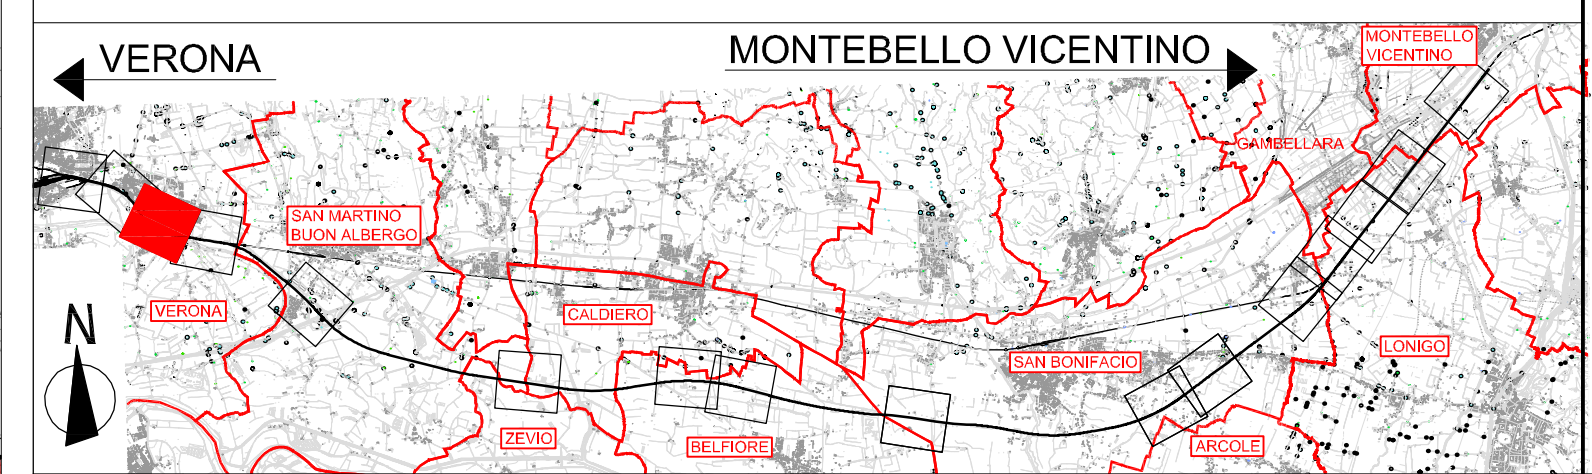 VERONA
MONTEBELLO VICENTINO
MONTEBELLO
VICENTINO
GAMBELLARA
SAN MARTINO
BUON ALBERGO
VERONA
N
CALDIERO
SAN BONIFACIO
LONIGO
ZEVIO
BELFIORE
ARCOLE